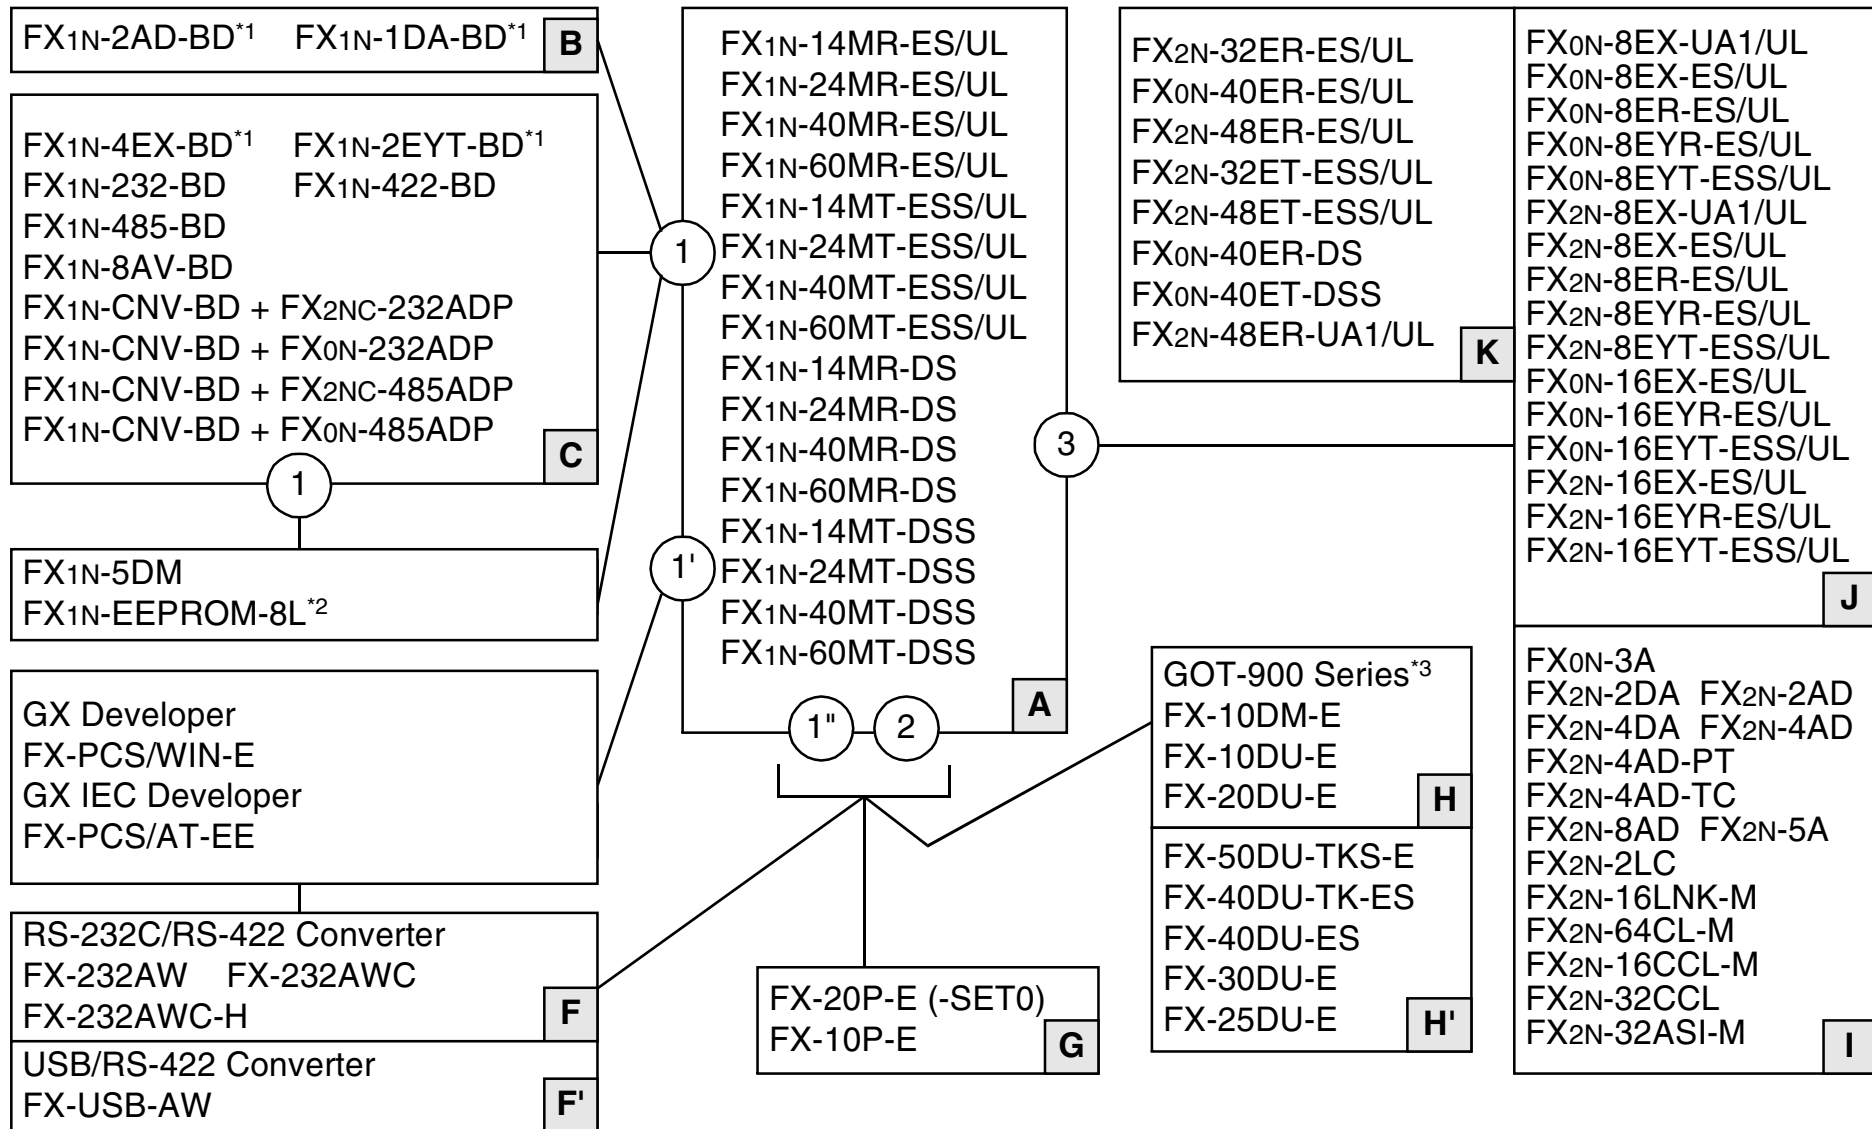 FX1N-2AD-BD*1 FX1N-1DA-BD*1 B
FX1N-4EX-BD*1 FX1N-2EYT-BD*1
FX1N-232-BD FX1N-422-BD
FX1N-485-BD
FX1N-8AV-BD
FX1N-CNV-BD + FX2NC-232ADP
FX1N-CNV-BD + FX0N-232ADP
FX1N-CNV-BD + FX2NC-485ADP
FX1N-CNV-BD + FX0N-485ADP
C
1
FX1N-5DM
FX1N-EEPROM-8L*2
GX Developer
FX-PCS/WIN-E
GX IEC Developer
FX-PCS/AT-EE
RS-232C/RS-422 Converter
FX-232AW FX-232AWC
FX-232AWC-H
F
USB/RS-422 Converter
FX-USB-AW
F'
1
1'
FX1N-14MR-ES/UL
FX1N-24MR-ES/UL
FX1N-40MR-ES/UL
FX1N-60MR-ES/UL
FX1N-14MT-ESS/UL
FX1N-24MT-ESS/UL
FX1N-40MT-ESS/UL
FX1N-60MT-ESS/UL
FX1N-14MR-DS
FX1N-24MR-DS
FX1N-40MR-DS
FX1N-60MR-DS
FX1N-14MT-DSS
FX1N-24MT-DSS
FX1N-40MT-DSS
FX1N-60MT-DSS
A
1" 2
3
FX-20P-E (-SET0)
FX-10P-E
G
GOT-900 Series*3
FX-10DM-E
FX-10DU-E
FX-20DU-E
H
FX-50DU-TKS-E
FX-40DU-TK-ES
FX-40DU-ES
FX-30DU-E
FX-25DU-E
H'
FX2N-32ER-ES/UL
FX0N-40ER-ES/UL
FX2N-48ER-ES/UL
FX2N-32ET-ESS/UL
FX2N-48ET-ESS/UL
FX0N-40ER-DS
FX0N-40ET-DSS
FX2N-48ER-UA1/UL
K
FX0N-8EX-UA1/UL
FX0N-8EX-ES/UL
FX0N-8ER-ES/UL
FX0N-8EYR-ES/UL
FX0N-8EYT-ESS/UL
FX2N-8EX-UA1/UL
FX2N-8EX-ES/UL
FX2N-8ER-ES/UL
FX2N-8EYR-ES/UL
FX2N-8EYT-ESS/UL
FX0N-16EX-ES/UL
FX0N-16EYR-ES/UL
FX0N-16EYT-ESS/UL
FX2N-16EX-ES/UL
FX2N-16EYR-ES/UL
FX2N-16EYT-ESS/UL
J
FX0N-3A
FX2N-2DA FX2N-2AD
FX2N-4DA FX2N-4AD
FX2N-4AD-PT
FX2N-4AD-TC
FX2N-8AD FX2N-5A
FX2N-2LC
FX2N-16LNK-M
FX2N-64CL-M
FX2N-16CCL-M
FX2N-32CCL
FX2N-32ASI-M
I